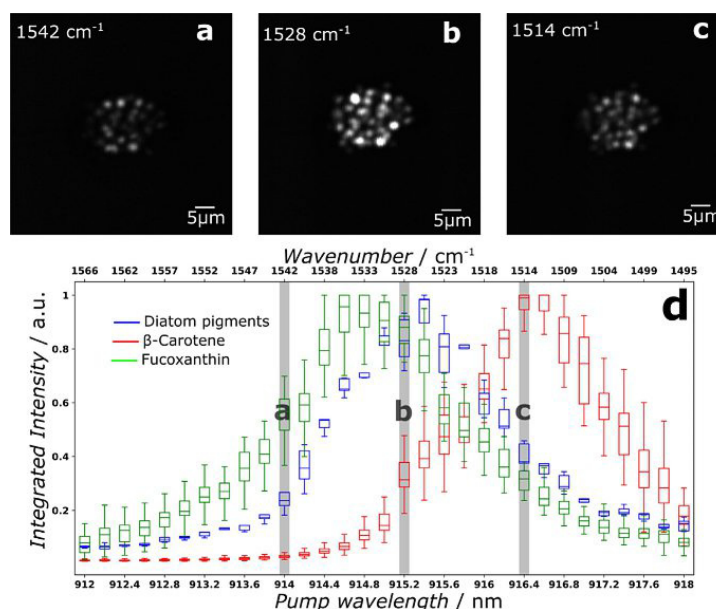 1542 cm⁻¹ a
5μm
1528 cm⁻¹ b
5μm
1514 cm⁻¹ c
5μm
Wavenumber / cm⁻¹
1566 1562 1557 1552 1547 1542 1538 1533 1528 1523 1518 1514 1509 1504 1499 1495
d
Integrated Intensity / a.u.
1
0.8
0.6
0.4
0.2
Diatom pigments
β-Carotene
Fucoxanthin
a b c
912 912.4 912.8 913.2 913.6 914 914.4 914.8 915.2 915.6 916 916.4 916.8 917.2 917.6 918
Pump wavelength / nm